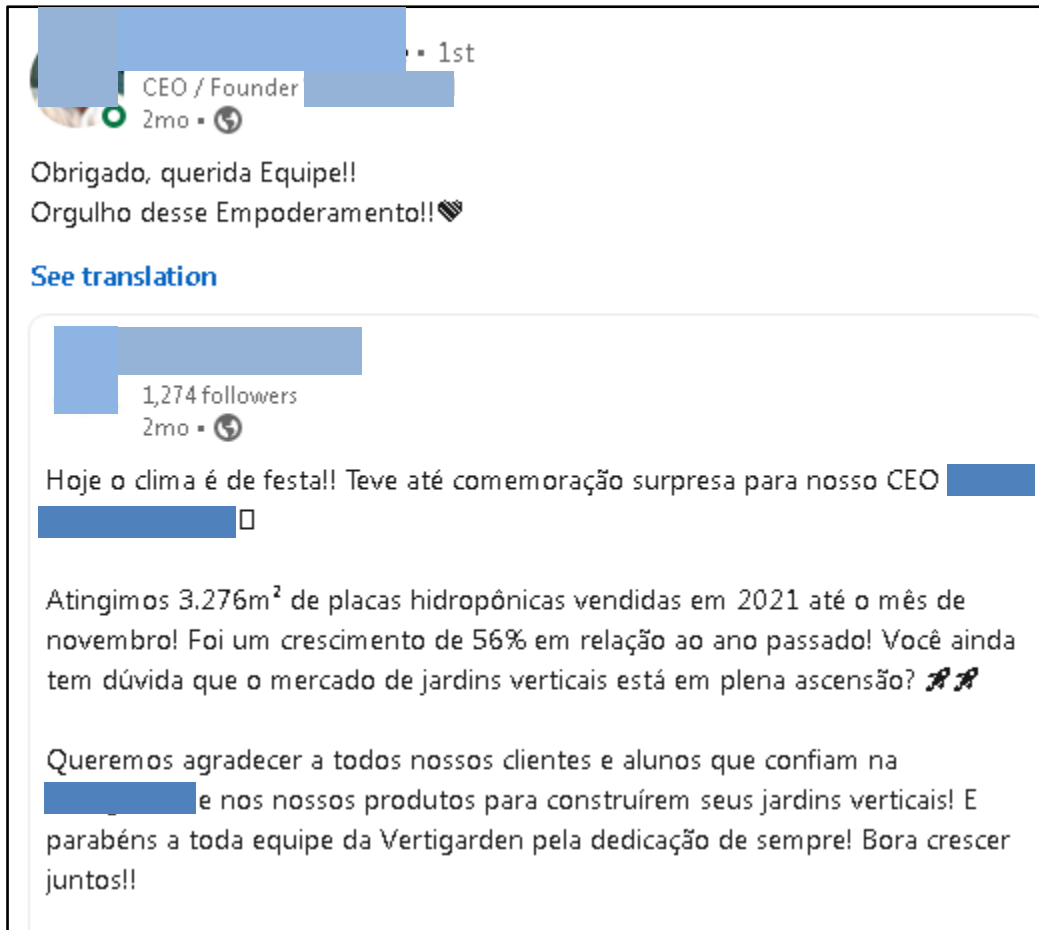 • 1st
CEO / Founder
2mo •
Obrigado, querida Equipe!!
Orgulho desse Empoderamento!!
See translation
1,274 followers
2mo •
Hoje o clima é de festa!! Teve até comemoração surpresa para nosso CEO
Atingimos 3.276m² de placas hidropônicas vendidas em 2021 até o mês de
novembro! Foi um crescimento de 56% em relação ao ano passado! Você ainda
tem dúvida que o mercado de jardins verticais está em plena ascensão?
Queremos agradecer a todos nossos clientes e alunos que confiam na
e nos nossos produtos para construírem seus jardins verticais! E
parabéns a toda equipe da Vertigarden pela dedicação de sempre! Bora crescer
juntos!!